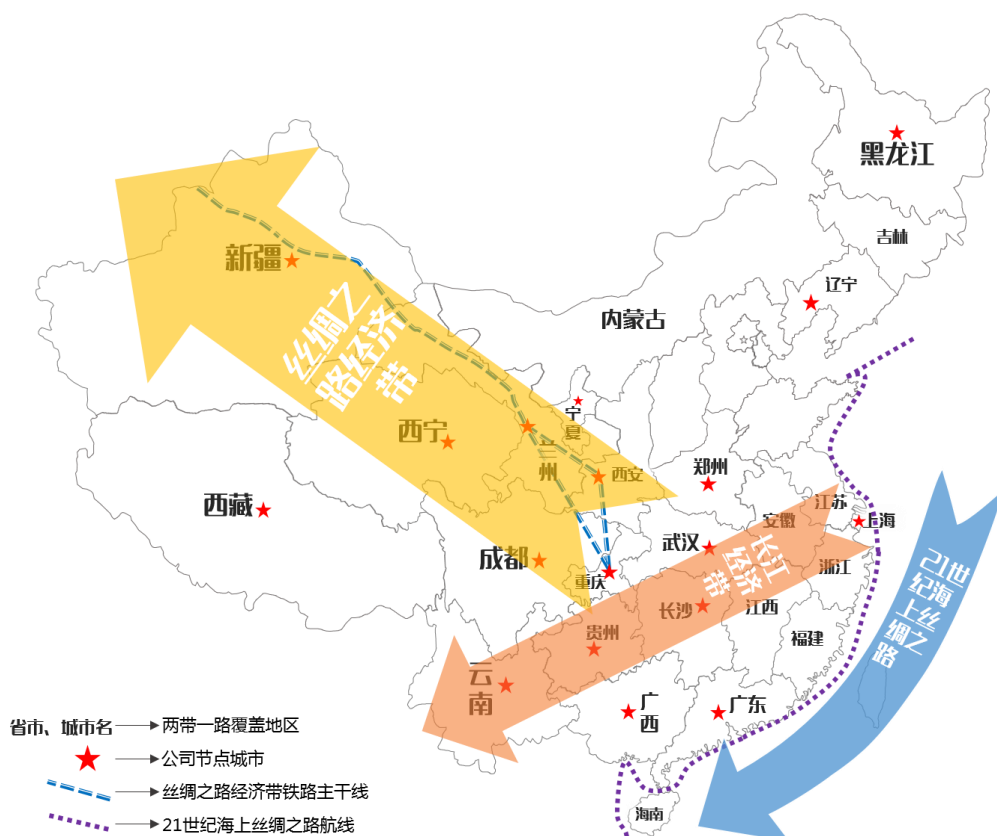 黑龙江
吉林
辽宁
新疆
内蒙古
丝绸之
路经济
带
西宁
宁
夏
兰
州
西安
郑州
西藏
江苏
安徽
上海
成都
武汉
长江
经济
带
浙江
重庆
长沙
江西
21世
纪海
上丝
绸之
路
贵州
福建
云
南
广
西
广东
海南
省市、城市名
两带一路覆盖地区
公司节点城市
丝绸之路经济带铁路主干线
21世纪海上丝绸之路航线